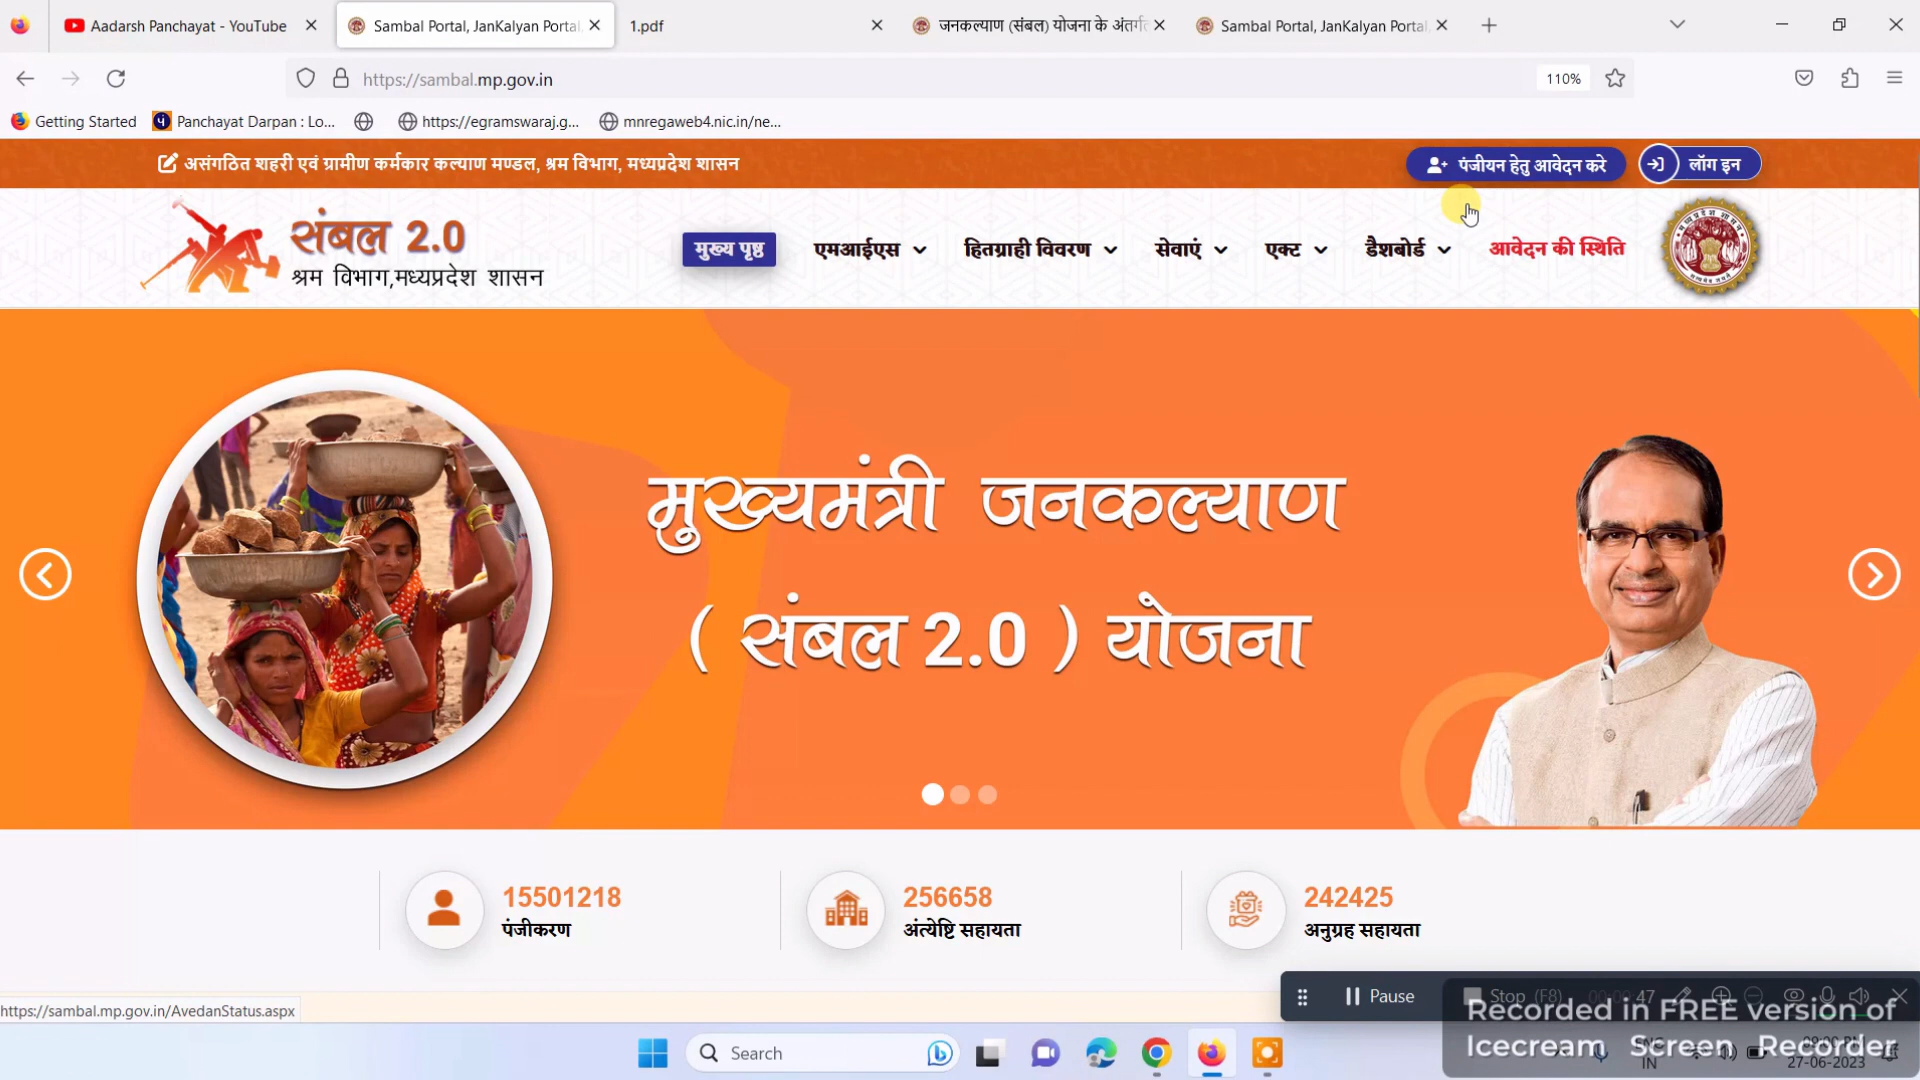 Aadarsh Panchayat - YouTube
Sambal Portal, JanKalyan Portal,
1.pdf
जनकल्याण (संबल) योजना के अंतर्गत
Sambal Portal, JanKalyan Portal,
https://sambal.mp.gov.in
110%
Getting Started
Panchayat Darpan : Lo...
https://egramswaraj.g...
mnregaweb4.nic.in/ne...
असंगठित शहरी एवं ग्रामीण कर्मकार कल्याण मण्डल, श्रम विभाग, मध्यप्रदेश शासन
पंजीयन हेतु आवेदन करे
लॉग इन
संबल 2.0
श्रम विभाग,मध्यप्रदेश शासन
मुख्य पृष्ठ
एमआईएस
हितग्राही विवरण
सेवाएं
एक्ट
डैशबोर्ड
आवेदन की स्थिति
मुख्यमंत्री जनकल्याण
( संबल 2.0 ) योजना
15501218
पंजीकरण
256658
अंत्येष्टि सहायता
242425
अनुग्रह सहायता
https://sambal.mp.gov.in/AvedanStatus.aspx
Pause
Stop (F8)
Recorded in FREE version of
Icecream Screen Recorder
Search
IN
27-06-2023